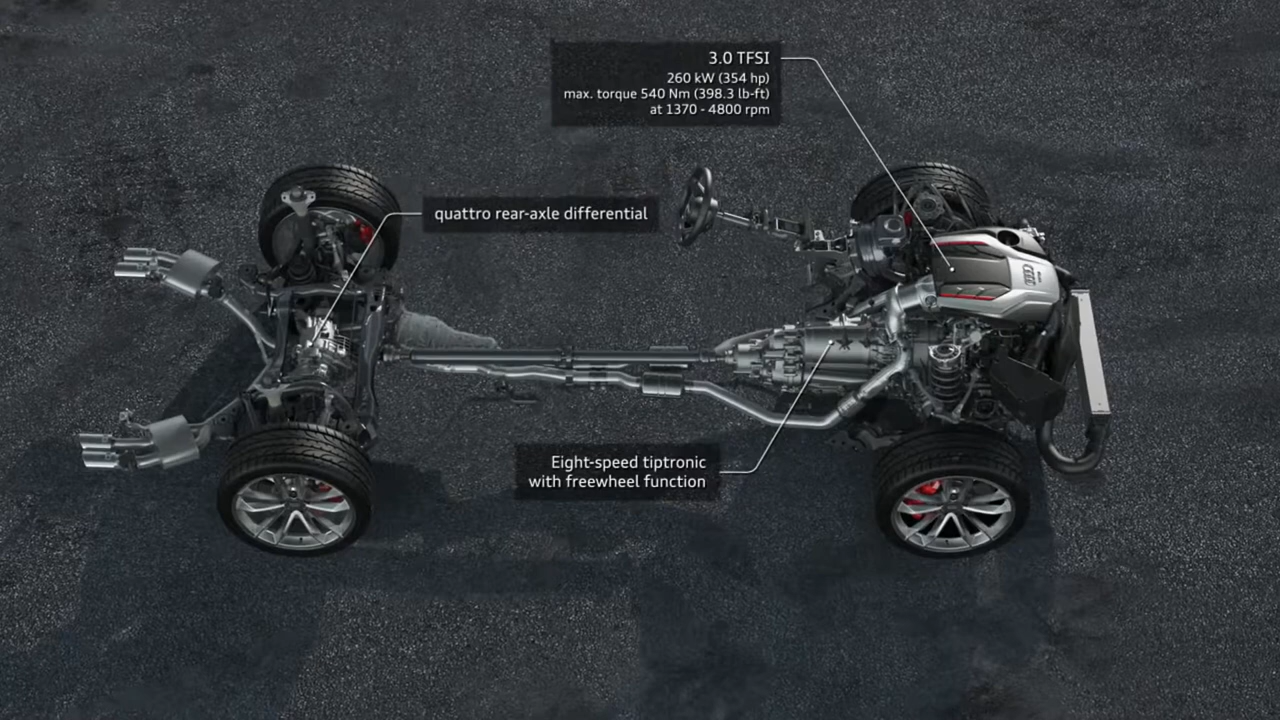 3.0 TFSI
260 kW (354 hp)
max. torque 540 Nm (398.3 lb-ft)
at 1370 - 4800 rpm
quattro rear-axle differential
Eight-speed tiptronic
with freewheel function